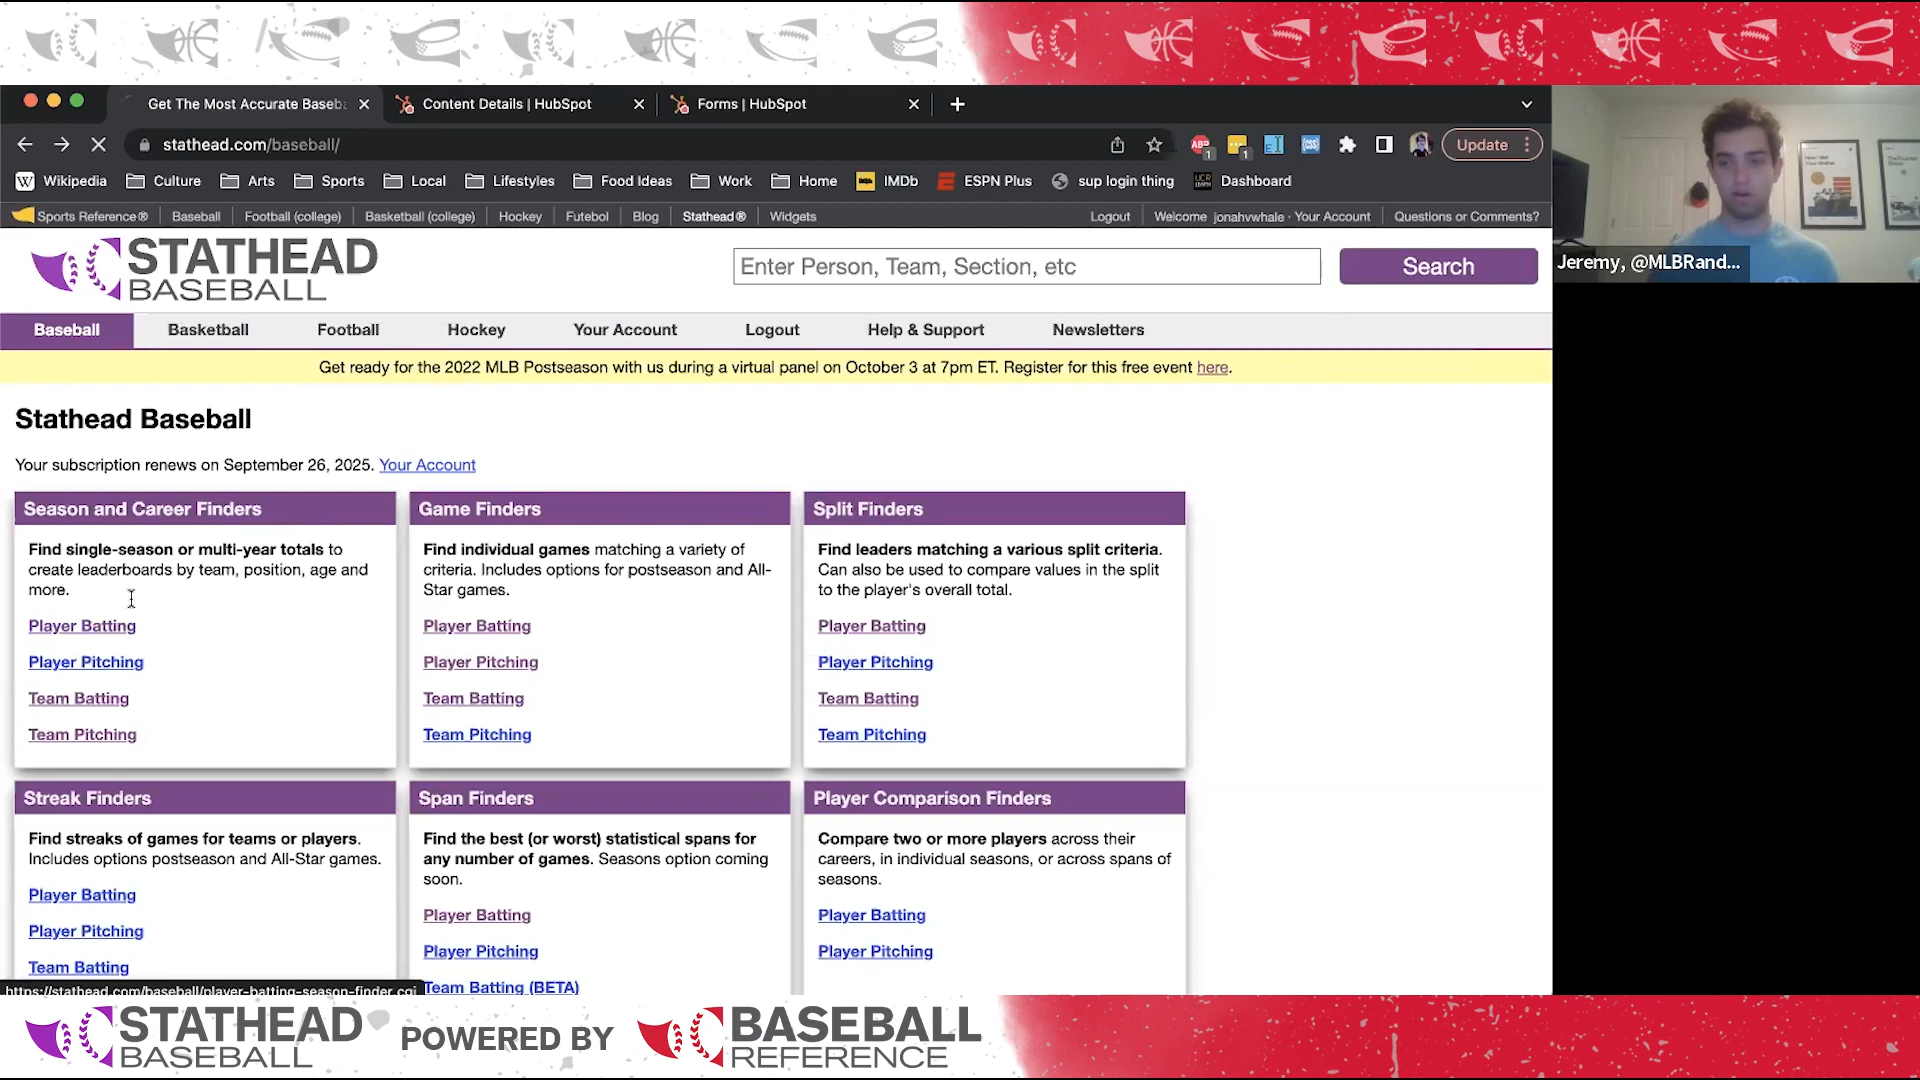 Get The Most Accurate Baseb
Content Details | HubSpot
Forms | HubSpot
stathead.com/baseball/
ABP
1
1
Update
Wikipedia
Culture
Arts
Sports
Local
Lifestyles
Food Ideas
Work
Home
IMDb
ESPN Plus
sup login thing
Dashboard
Sports Reference®
Baseball
Football (college)
Basketball (college)
Hockey
Futebol
Blog
Stathead®
Widgets
Logout
Welcome jonahvwhale · Your Account
Questions or Comments?
STATHEAD
BASEBALL
Enter Person, Team, Section, etc
Search
Jeremy, @MLBRand...
Baseball
Basketball
Football
Hockey
Your Account
Logout
Help & Support
Newsletters
Get ready for the 2022 MLB Postseason with us during a virtual panel on October 3 at 7pm ET. Register for this free event here.
Stathead Baseball
Your subscription renews on September 26, 2025. Your Account
Season and Career Finders
Find single-season or multi-year totals to
create leaderboards by team, position, age and
more.
Player Batting
Player Pitching
Team Batting
Team Pitching
Game Finders
Find individual games matching a variety of
criteria. Includes options for postseason and All-
Star games.
Player Batting
Player Pitching
Team Batting
Team Pitching
Split Finders
Find leaders matching a various split criteria.
Can also be used to compare values in the split
to the player's overall total.
Player Batting
Player Pitching
Team Batting
Team Pitching
Streak Finders
Find streaks of games for teams or players.
Includes options postseason and All-Star games.
Player Batting
Player Pitching
Team Batting
Span Finders
Find the best (or worst) statistical spans for
any number of games. Seasons option coming
soon.
Player Batting
Player Pitching
Team Batting (BETA)
Player Comparison Finders
Compare two or more players across their
careers, in individual seasons, or across spans of
seasons.
Player Batting
Player Pitching
https://stathead.com/baseball/player-batting-season-finder.cgi
STATHEAD
BASEBALL
POWERED BY
BASEBALL
REFERENCE